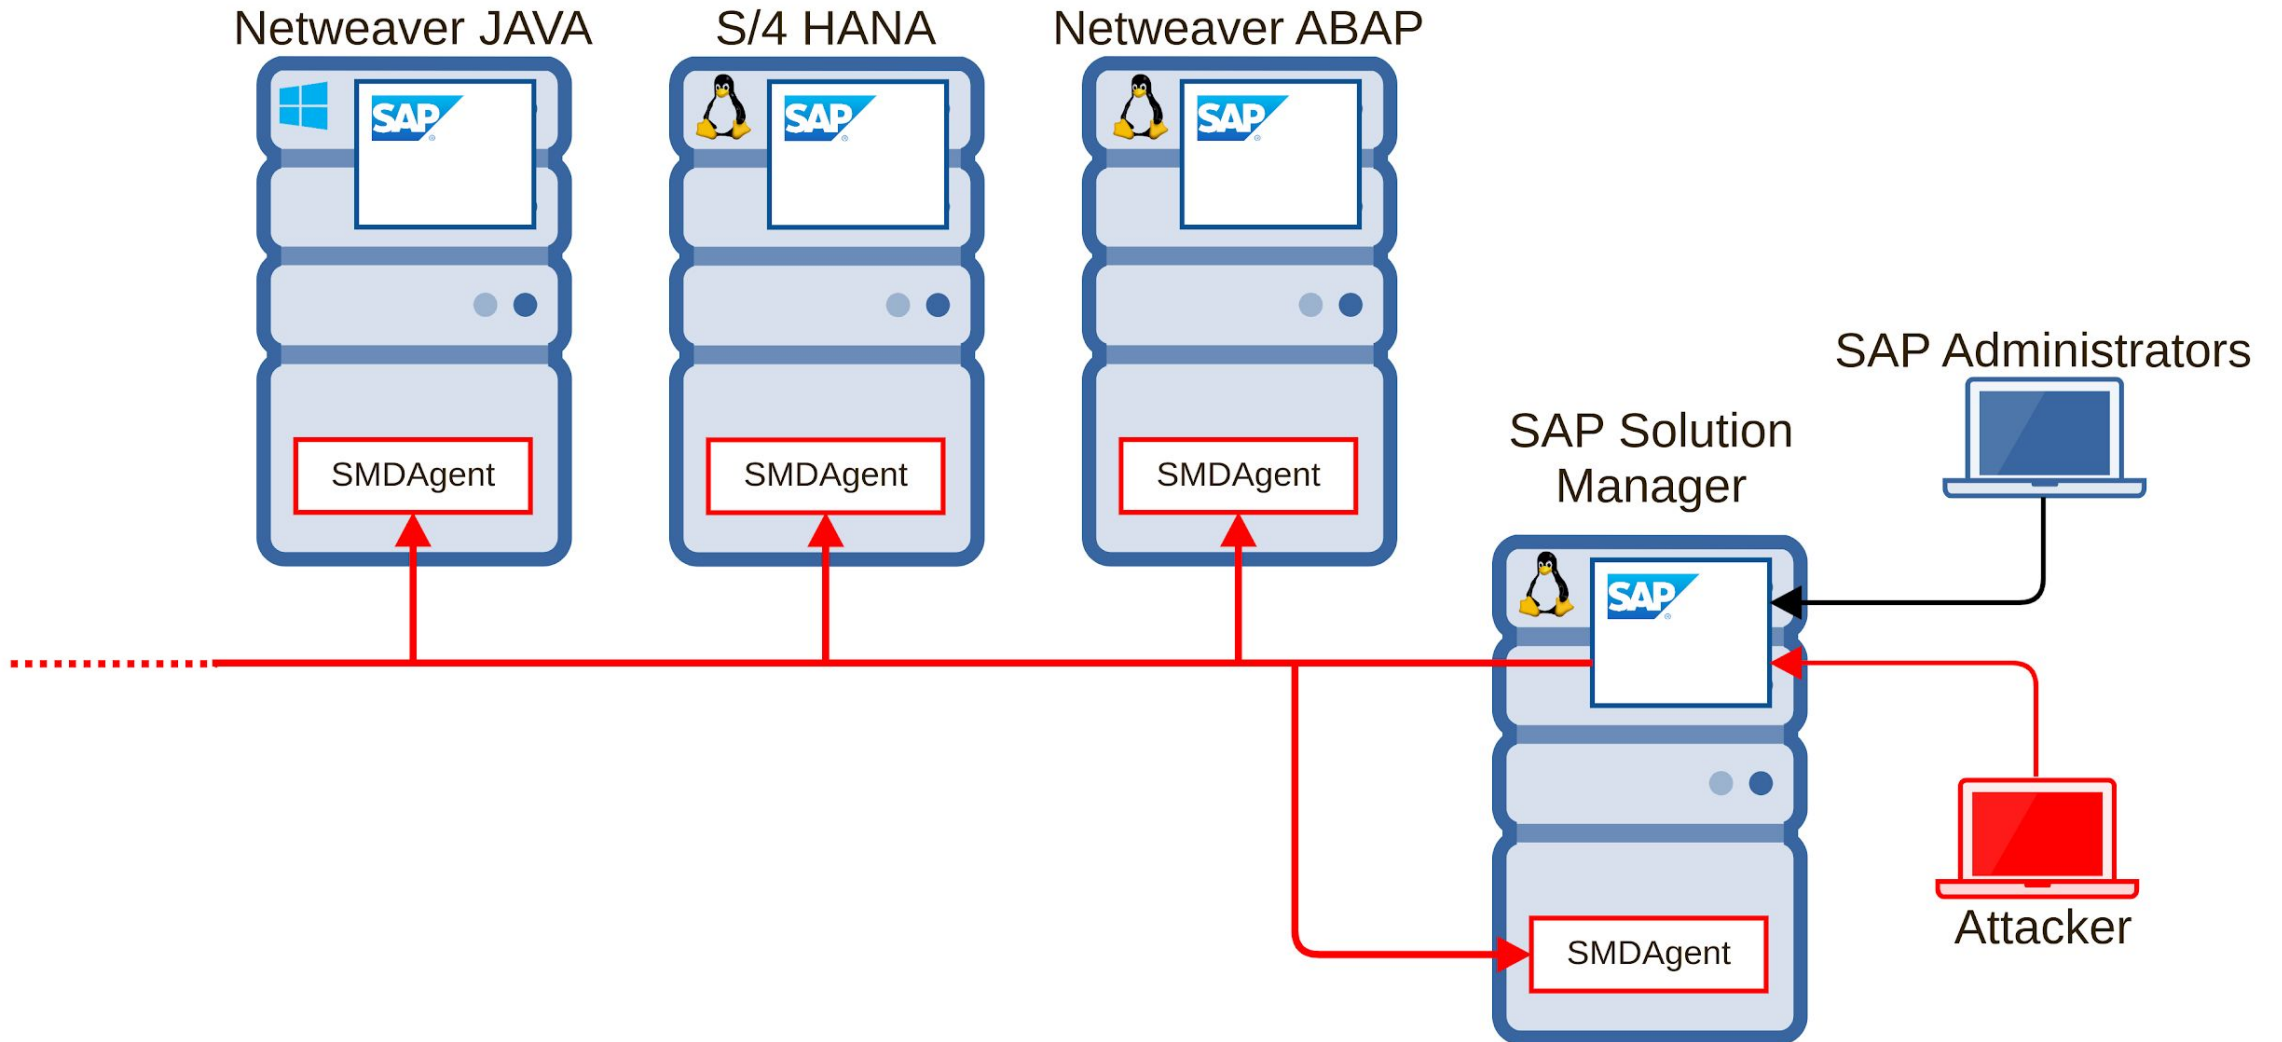 Netweaver JAVA
S/4 HANA
Netweaver ABAP
SAP
SAP
SAP
SMDAgent
SMDAgent
SMDAgent
SAP Administrators
SAP Solution
Manager
SAP
SMDAgent
Attacker